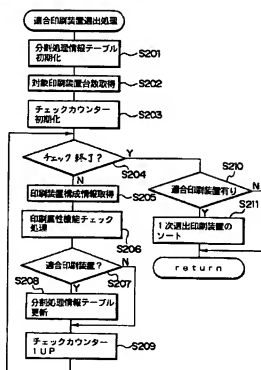 適合印刷装置選出処理
分割処理情報テーブル
初期化
S201
対象印刷装置台数取得
S202
チェックカウンター
初期化
S203
チェック終了？
Y
S204
N
印刷装置構成情報取得
S205
印刷属性機能チェック
処理
S206
適合印刷装置？
N
S207
Y
S208
分割処理情報テーブル
更新
チェックカウンター
1UP
S209
S210
適合印刷装置有り
N
Y
S211
1次選出印刷装置の
ソート
return